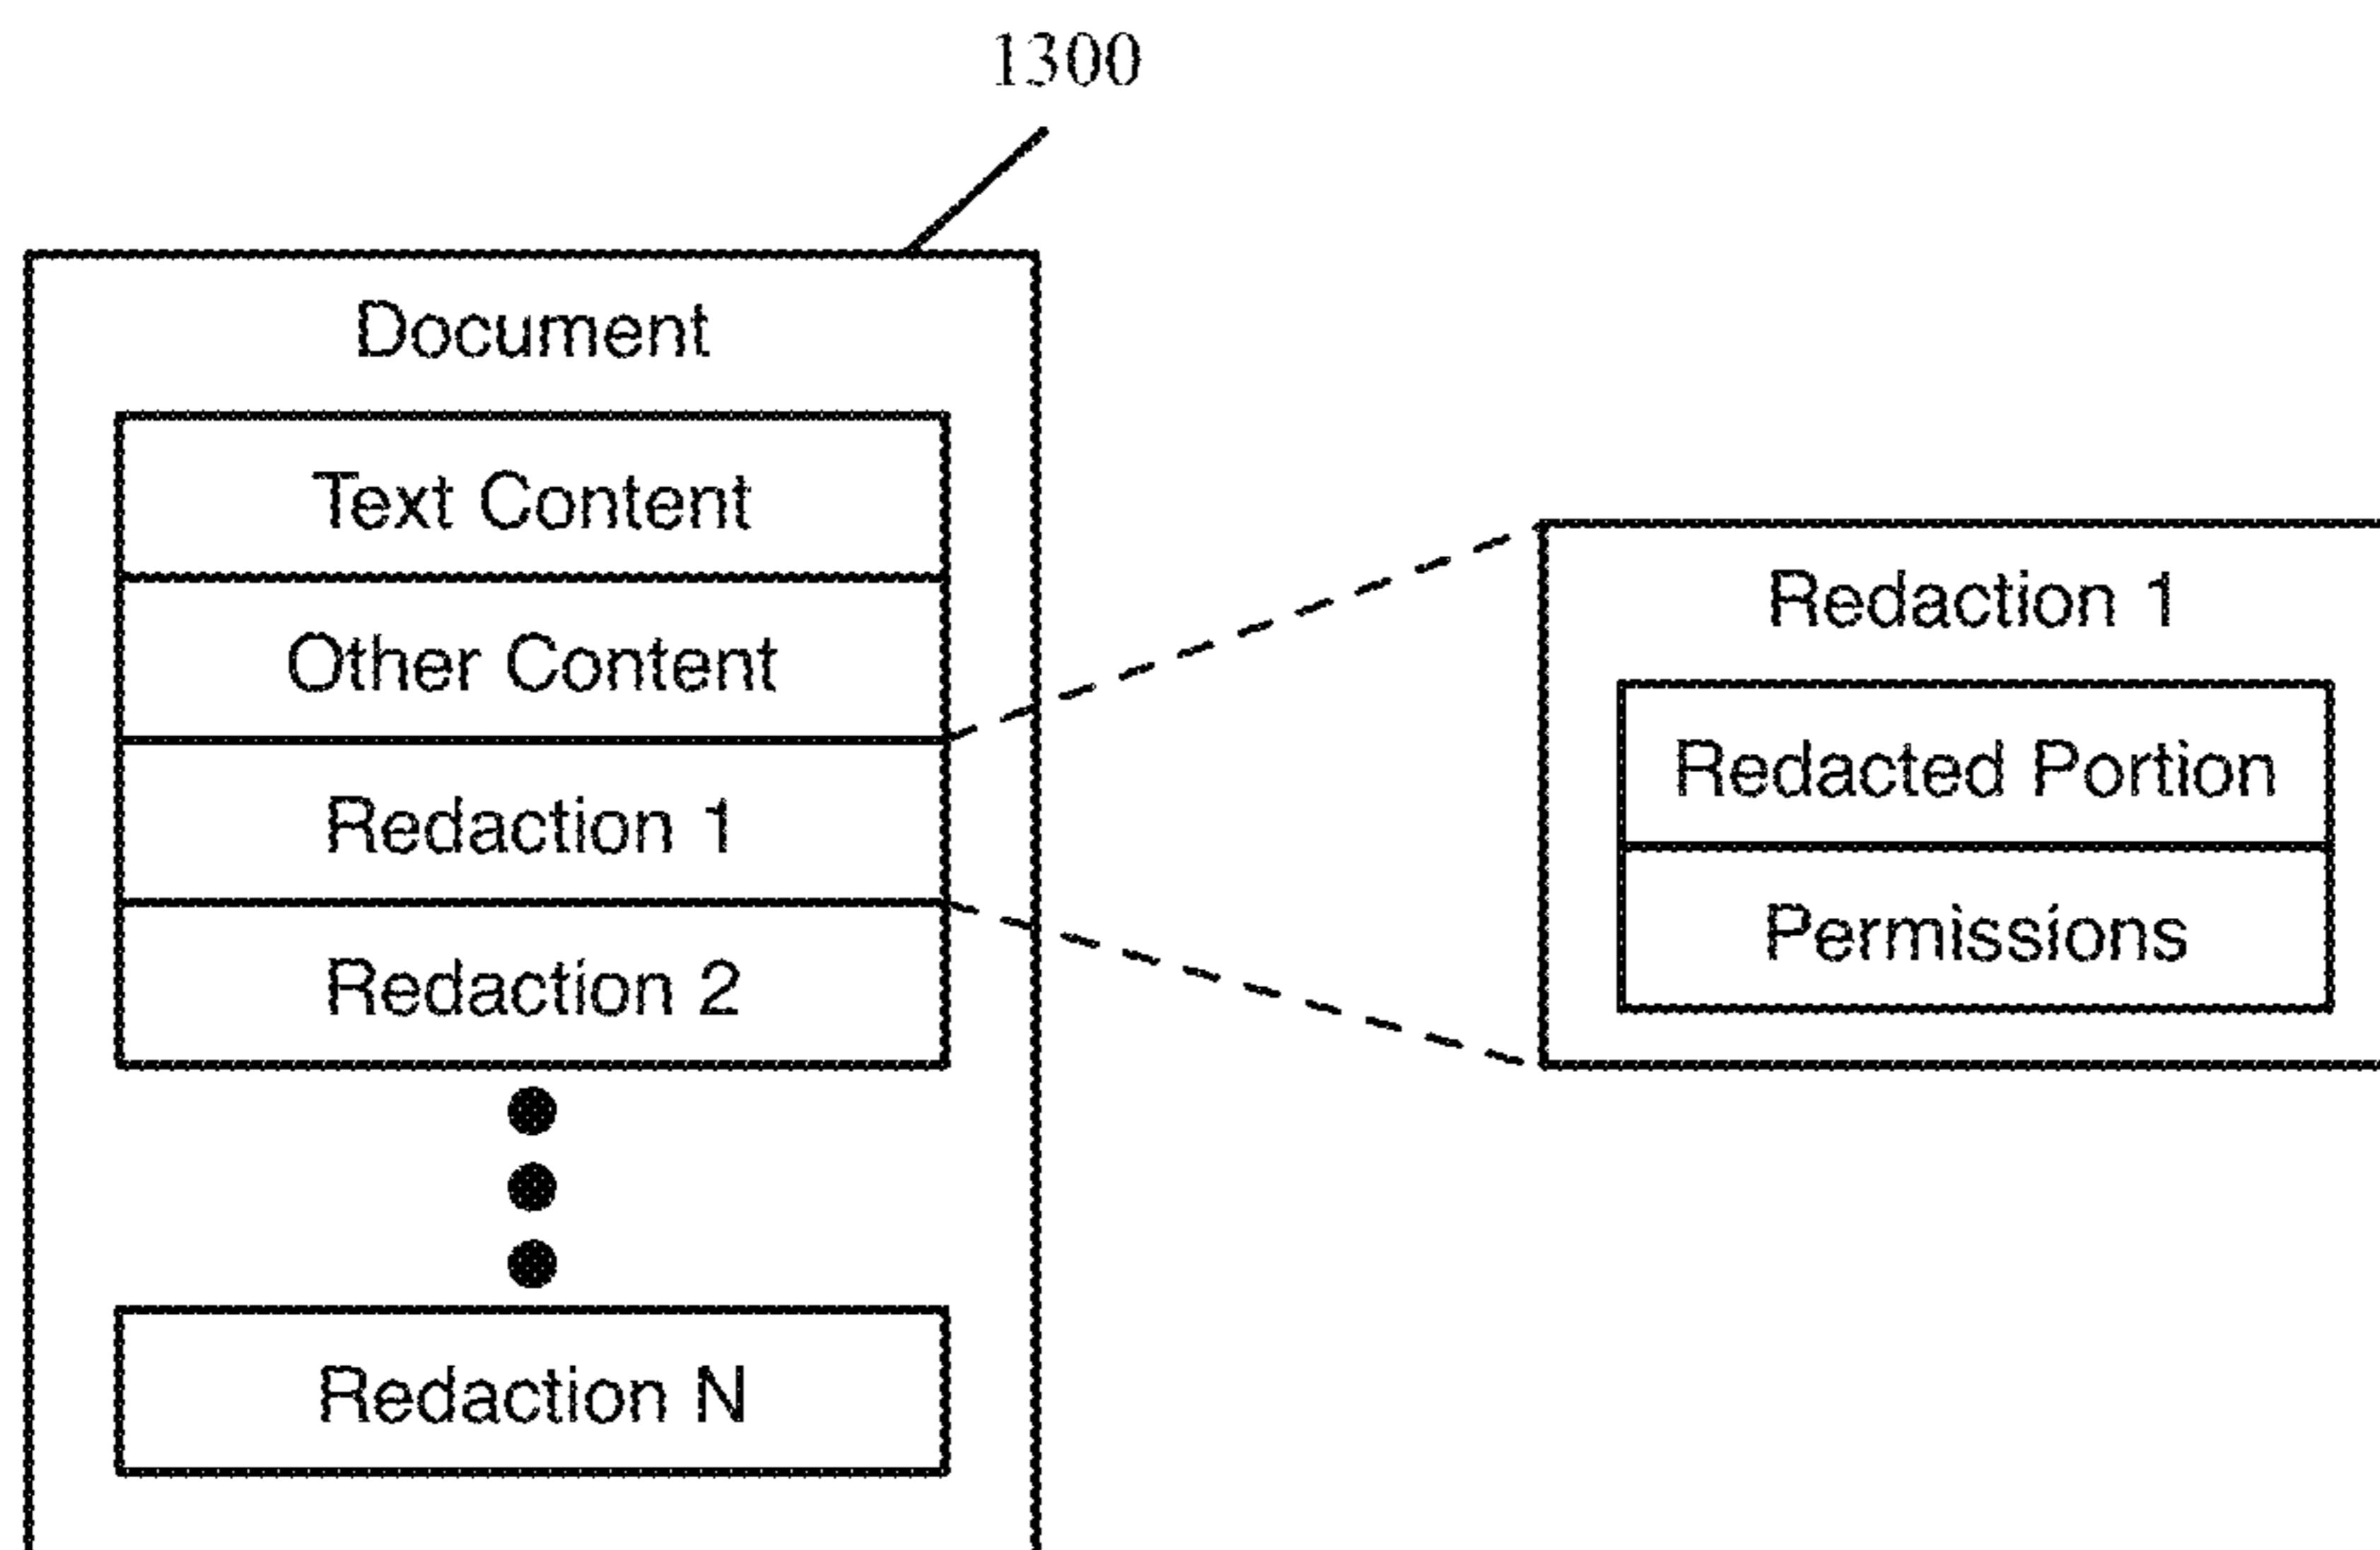 1300
Document
Text Content
Other Content
Redaction 1
Redaction 2
Redaction N
Redaction 1
Redacted Portion
Permissions